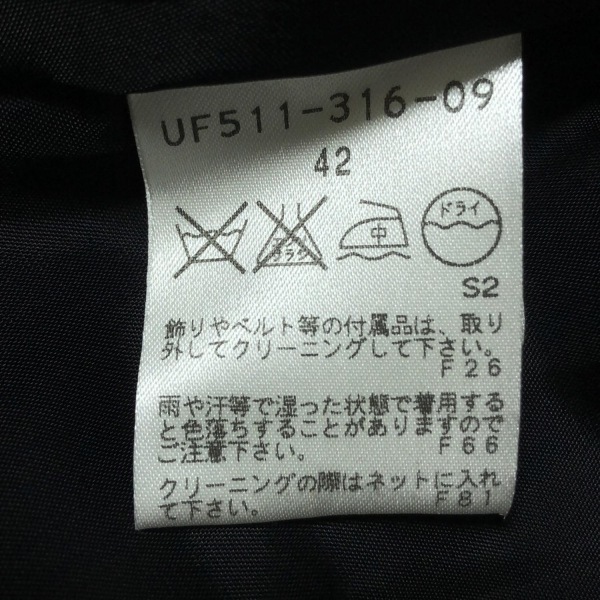 UF511-316-09
42
中
ドライ
S2
飾りやベルト等の付属品は、取り
外してクリーニングして下さい。
F26
雨や汗等で湿った状態で着用する
と色落ちすることがありますので
ご注意下さい。
F66
クリーニングの際はネットに入れ
て下さい。
F81